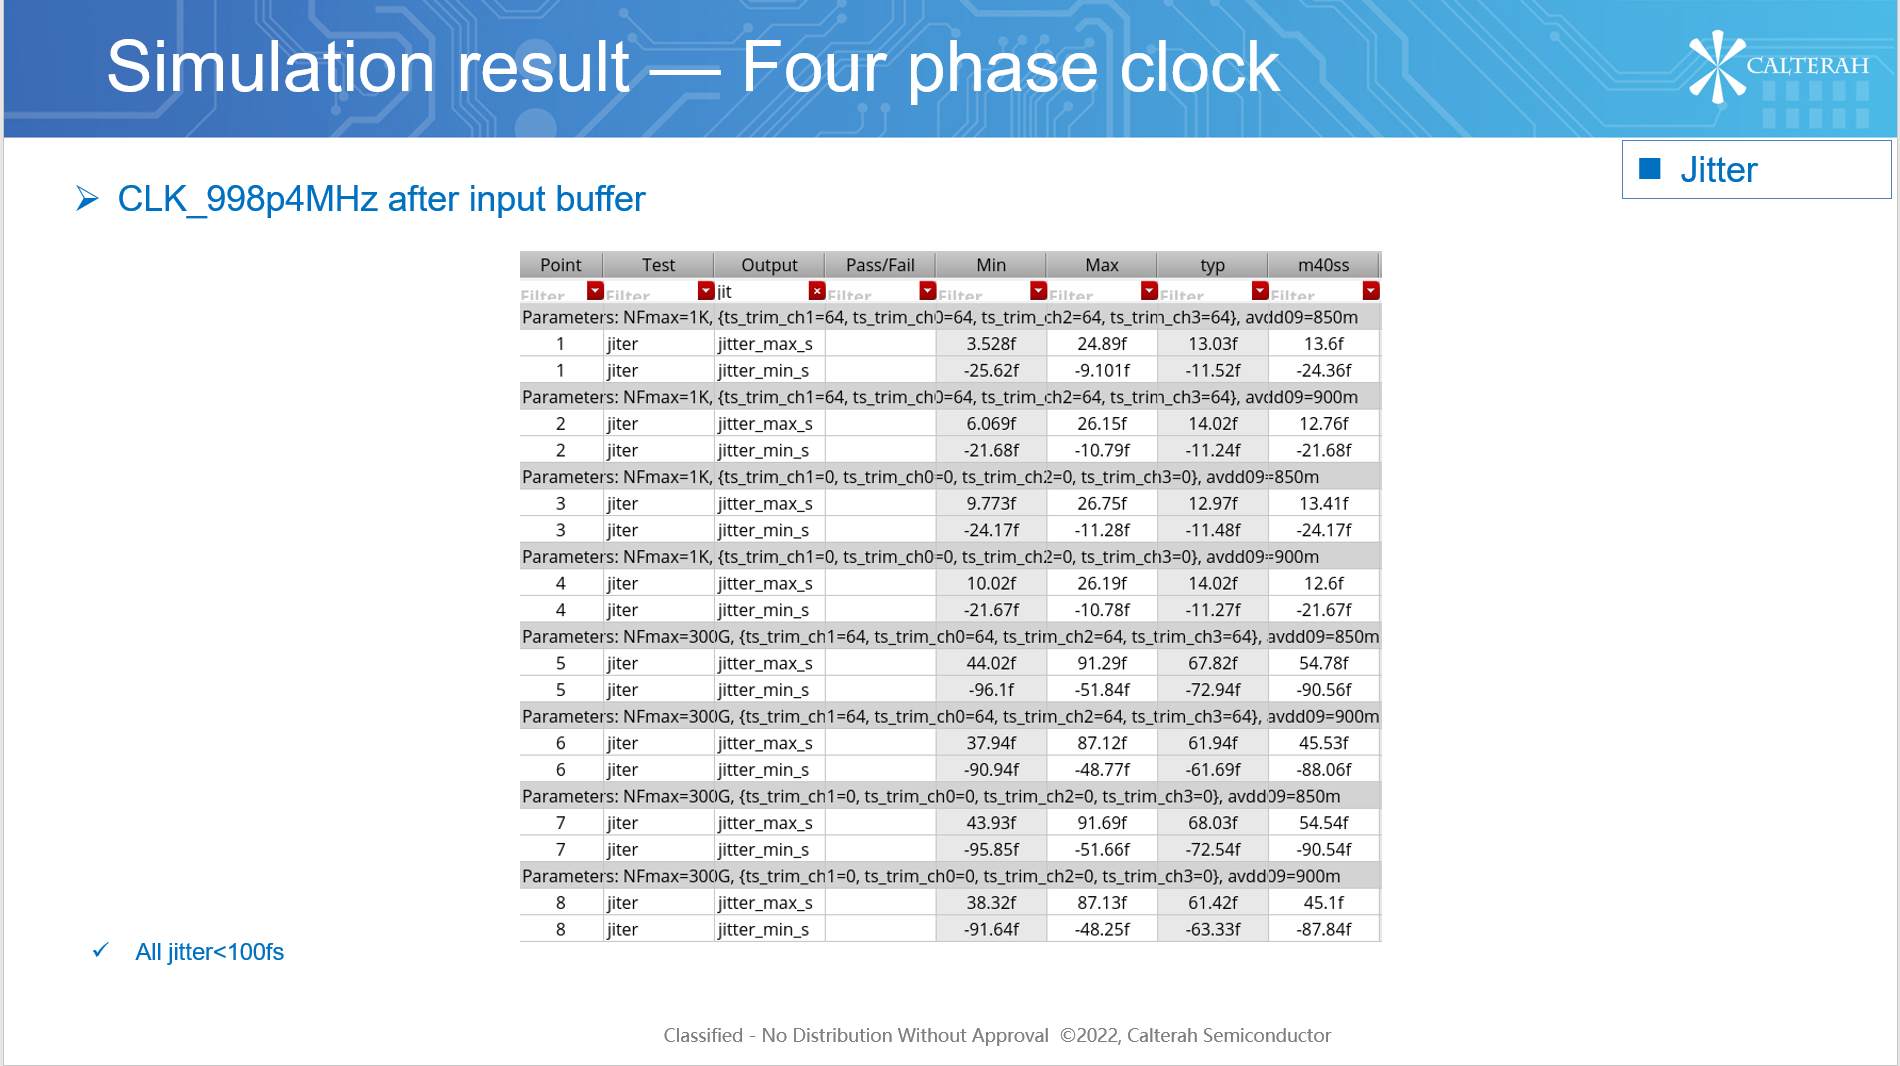 Simulation result — Four phase clock
CALTERAH
■ Jitter
➢ CLK_998p4MHz after input buffer
Point Test Output Pass/Fail Min Max typ m40ss
Filter Filter jit Filter Filter Filter Filter Filter
Parameters: NFmax=1K, {ts_trim_ch1=64, ts_trim_ch0=64, ts_trim_ch2=64, ts_trim_ch3=64}, avdd09=850m
1 jiter jitter_max_s 3.528f 24.89f 13.03f 13.6f
1 jiter jitter_min_s -25.62f -9.101f -11.52f -24.36f
Parameters: NFmax=1K, {ts_trim_ch1=64, ts_trim_ch0=64, ts_trim_ch2=64, ts_trim_ch3=64}, avdd09=900m
2 jiter jitter_max_s 6.069f 26.15f 14.02f 12.76f
2 jiter jitter_min_s -21.68f -10.79f -11.24f -21.68f
Parameters: NFmax=1K, {ts_trim_ch1=0, ts_trim_ch0=0, ts_trim_ch2=0, ts_trim_ch3=0}, avdd09=850m
3 jiter jitter_max_s 9.773f 26.75f 12.97f 13.41f
3 jiter jitter_min_s -24.17f -11.28f -11.48f -24.17f
Parameters: NFmax=1K, {ts_trim_ch1=0, ts_trim_ch0=0, ts_trim_ch2=0, ts_trim_ch3=0}, avdd09=900m
4 jiter jitter_max_s 10.02f 26.19f 14.02f 12.6f
4 jiter jitter_min_s -21.67f -10.78f -11.27f -21.67f
Parameters: NFmax=300G, {ts_trim_ch1=64, ts_trim_ch0=64, ts_trim_ch2=64, ts_trim_ch3=64}, avdd09=850m
5 jiter jitter_max_s 44.02f 91.29f 67.82f 54.78f
5 jiter jitter_min_s -96.1f -51.84f -72.94f -90.56f
Parameters: NFmax=300G, {ts_trim_ch1=64, ts_trim_ch0=64, ts_trim_ch2=64, ts_trim_ch3=64}, avdd09=900m
6 jiter jitter_max_s 37.94f 87.12f 61.94f 45.53f
6 jiter jitter_min_s -90.94f -48.77f -61.69f -88.06f
Parameters: NFmax=300G, {ts_trim_ch1=0, ts_trim_ch0=0, ts_trim_ch2=0, ts_trim_ch3=0}, avdd09=850m
7 jiter jitter_max_s 43.93f 91.69f 68.03f 54.54f
7 jiter jitter_min_s -95.85f -51.66f -72.54f -90.54f
Parameters: NFmax=300G, {ts_trim_ch1=0, ts_trim_ch0=0, ts_trim_ch2=0, ts_trim_ch3=0}, avdd09=900m
8 jiter jitter_max_s 38.32f 87.13f 61.42f 45.1f
8 jiter jitter_min_s -91.64f -48.25f -63.33f -87.84f
✓ All jitter<100fs
Classified - No Distribution Without Approval ©2022, Calterah Semiconductor